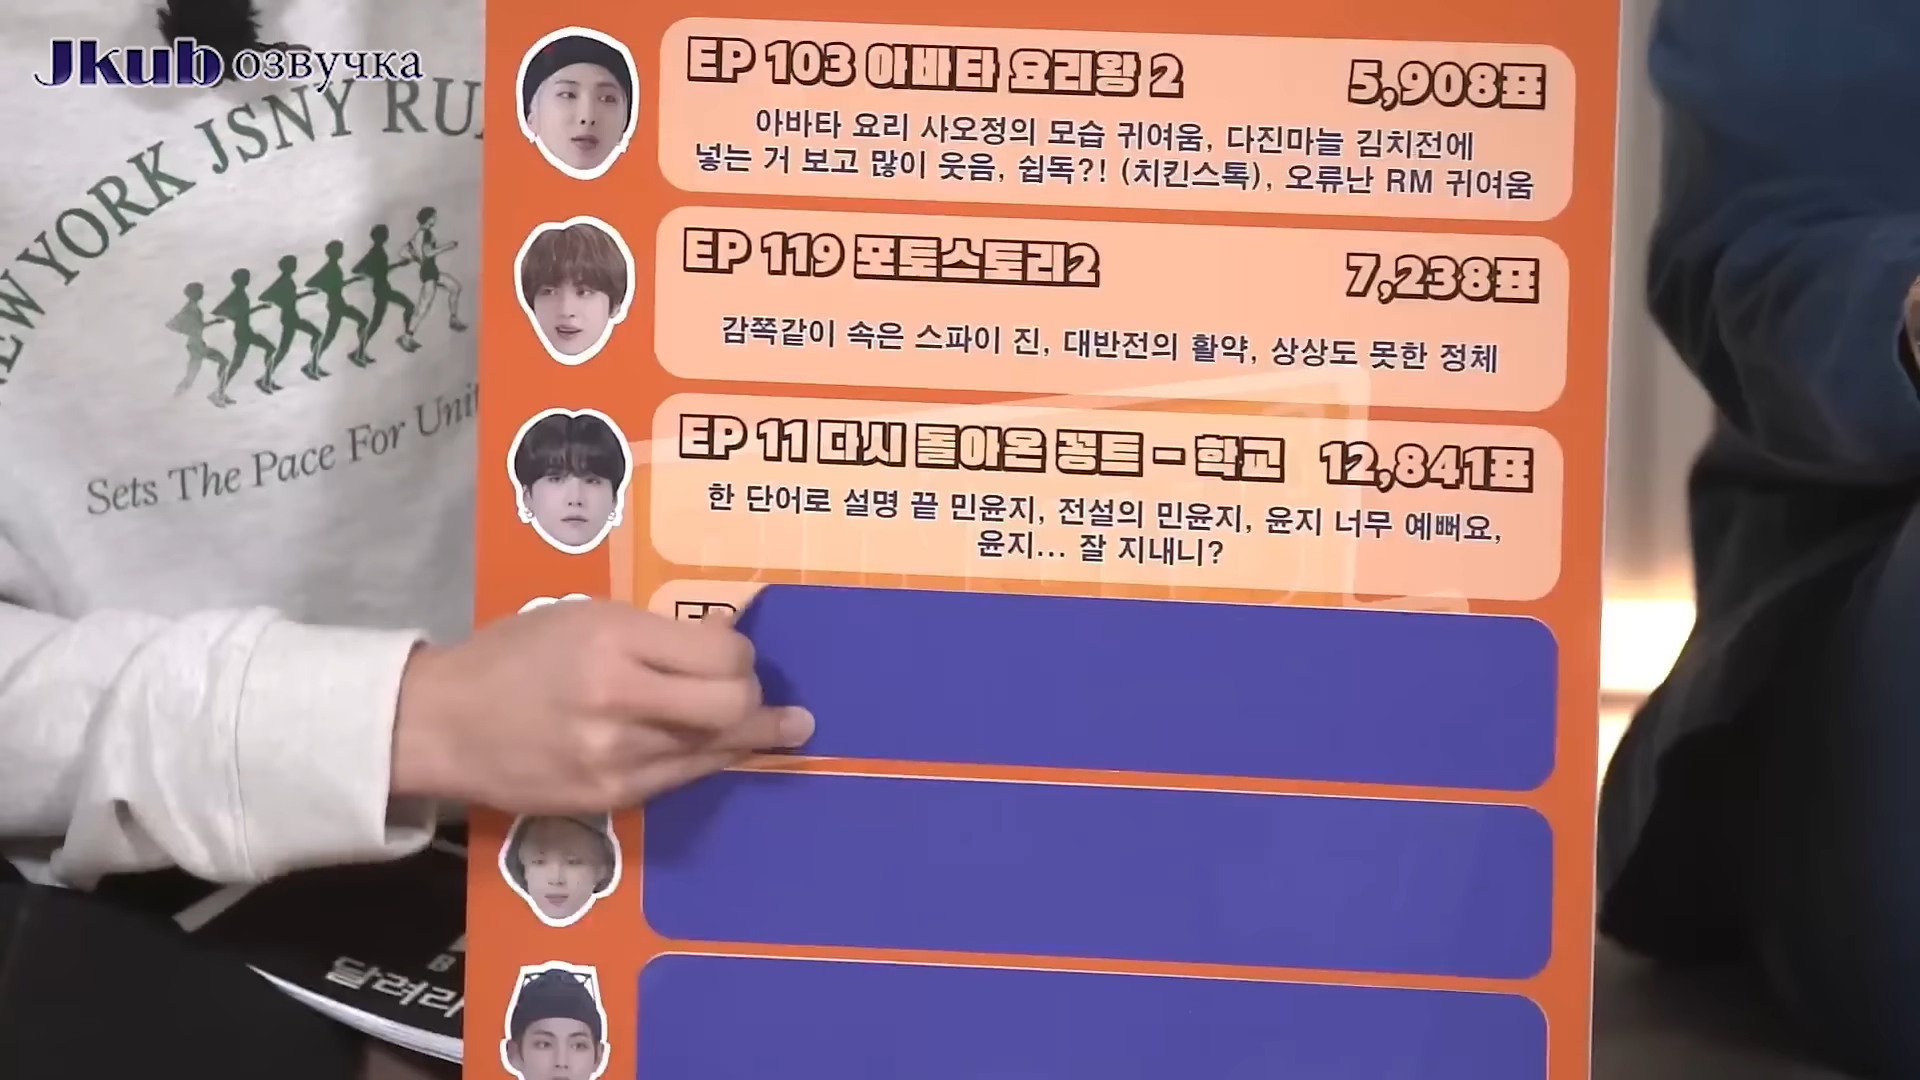 Jkub озвучка
NEW YORK JSNY RU
Sets The Pace For Unit
EP 103 아바타 요리왕 2 5,908표
아바타 요리 사오정의 모습 귀여움, 다진마늘 김치전에
넣는 거 보고 많이 웃음, 쉽독?! (치킨스톡), 오류난 RM 귀여움
EP 119 포토스토리2 7,238표
감쪽같이 속은 스파이 진, 대반전의 활약, 상상도 못한 정체
EP 11 다시 돌아온 꽁트 - 학교 12,841표
한 단어로 설명 끝 민윤지, 전설의 민윤지, 윤지 너무 예뻐요,
윤지... 잘 지내니?
EP
달려라